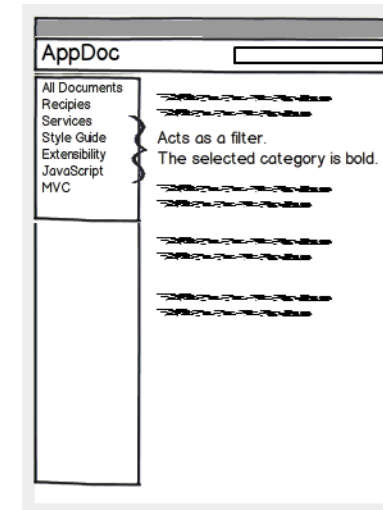 AppDoc
All Documents
Recipies
Services
Style Guide
Extensibility
JavaScript
MVC
Acts as a filter.
The selected category is bold.